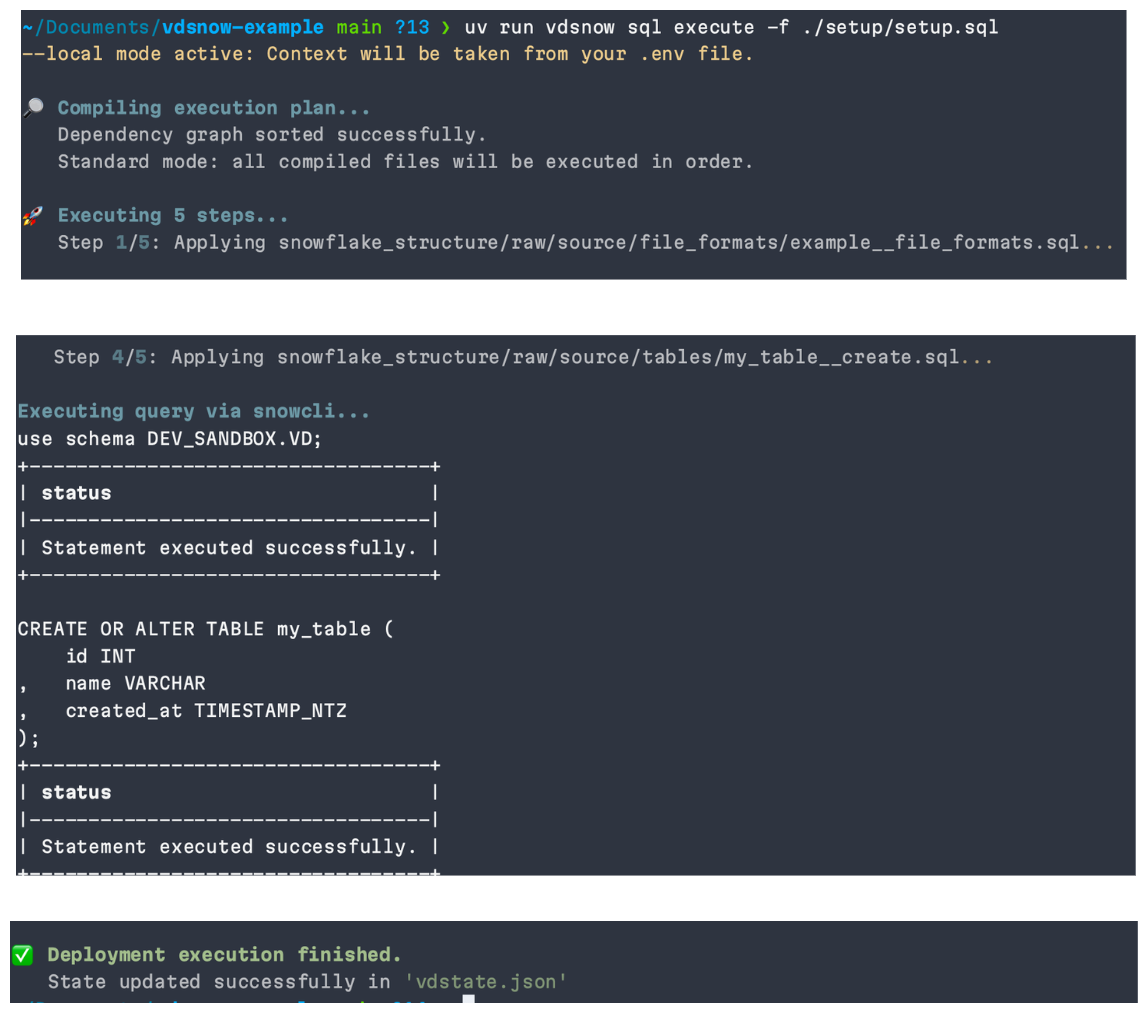 ~/Documents/vdsnow-example main ?13 ❯ uv run vdsnow sql execute -f ./setup/setup.sql
--local mode active: Context will be taken from your .env file.
🔎 Compiling execution plan...
Dependency graph sorted successfully.
Standard mode: all compiled files will be executed in order.
🚀 Executing 5 steps...
Step 1/5: Applying snowflake_structure/raw/source/file_formats/example__file_formats.sql...
Step 4/5: Applying snowflake_structure/raw/source/tables/my_table__create.sql...
Executing query via snowcli...
use schema DEV_SANDBOX.VD;
+----------------------------------+
| status                           |
|----------------------------------|
| Statement executed successfully. |
+----------------------------------+
CREATE OR ALTER TABLE my_table (
    id INT
,   name VARCHAR
,   created_at TIMESTAMP_NTZ
);
+----------------------------------+
| status                           |
|----------------------------------|
| Statement executed successfully. |
+----------------------------------+
✅ Deployment execution finished.
State updated successfully in 'vdstate.json'